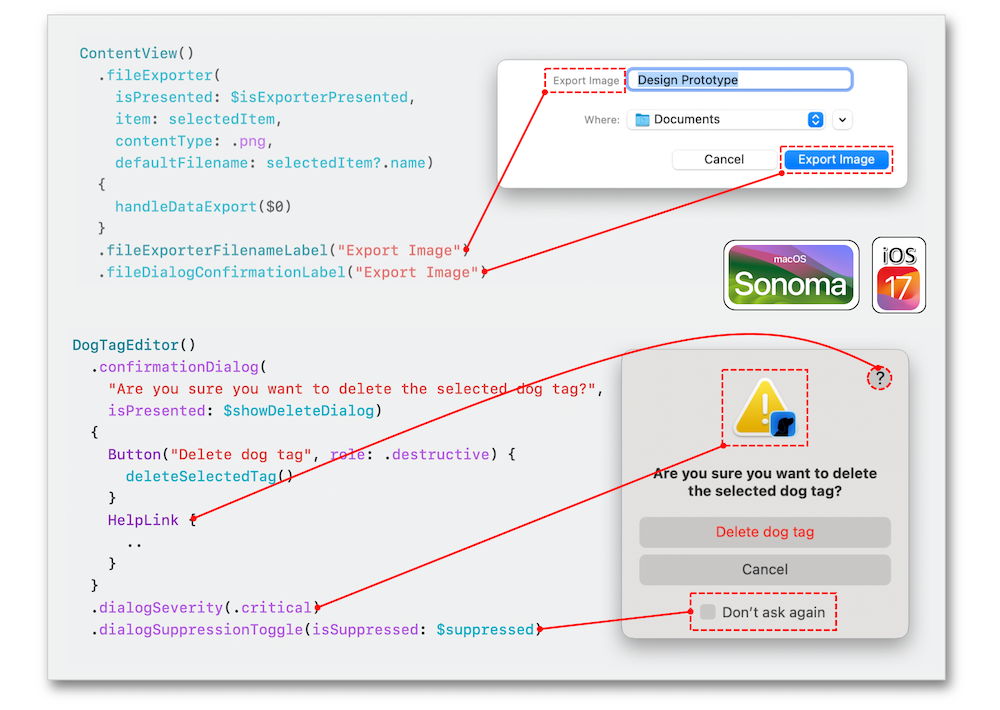 ContentView()
.fileExporter(
isPresented: $isExporterPresented,
item: selectedItem,
contentType: .png,
defaultFilename: selectedItem?.name)
{
handleDataExport($0)
}
.fileExporterFilenameLabel("Export Image")
.fileDialogConfirmationLabel("Export Image")
Export Image Design Prototype
Where: Documents
Cancel Export Image
macOS
Sonoma
iOS
17
DogTagEditor()
.confirmationDialog(
"Are you sure you want to delete the selected dog tag?",
isPresented: $showDeleteDialog)
{
Button("Delete dog tag", role: .destructive) {
deleteSelectedTag()
}
HelpLink {
..
}
}
.dialogSeverity(.critical)
.dialogSuppressionToggle(isSuppressed: $suppressed)
?
Are you sure you want to delete
the selected dog tag?
Delete dog tag
Cancel
Don't ask again